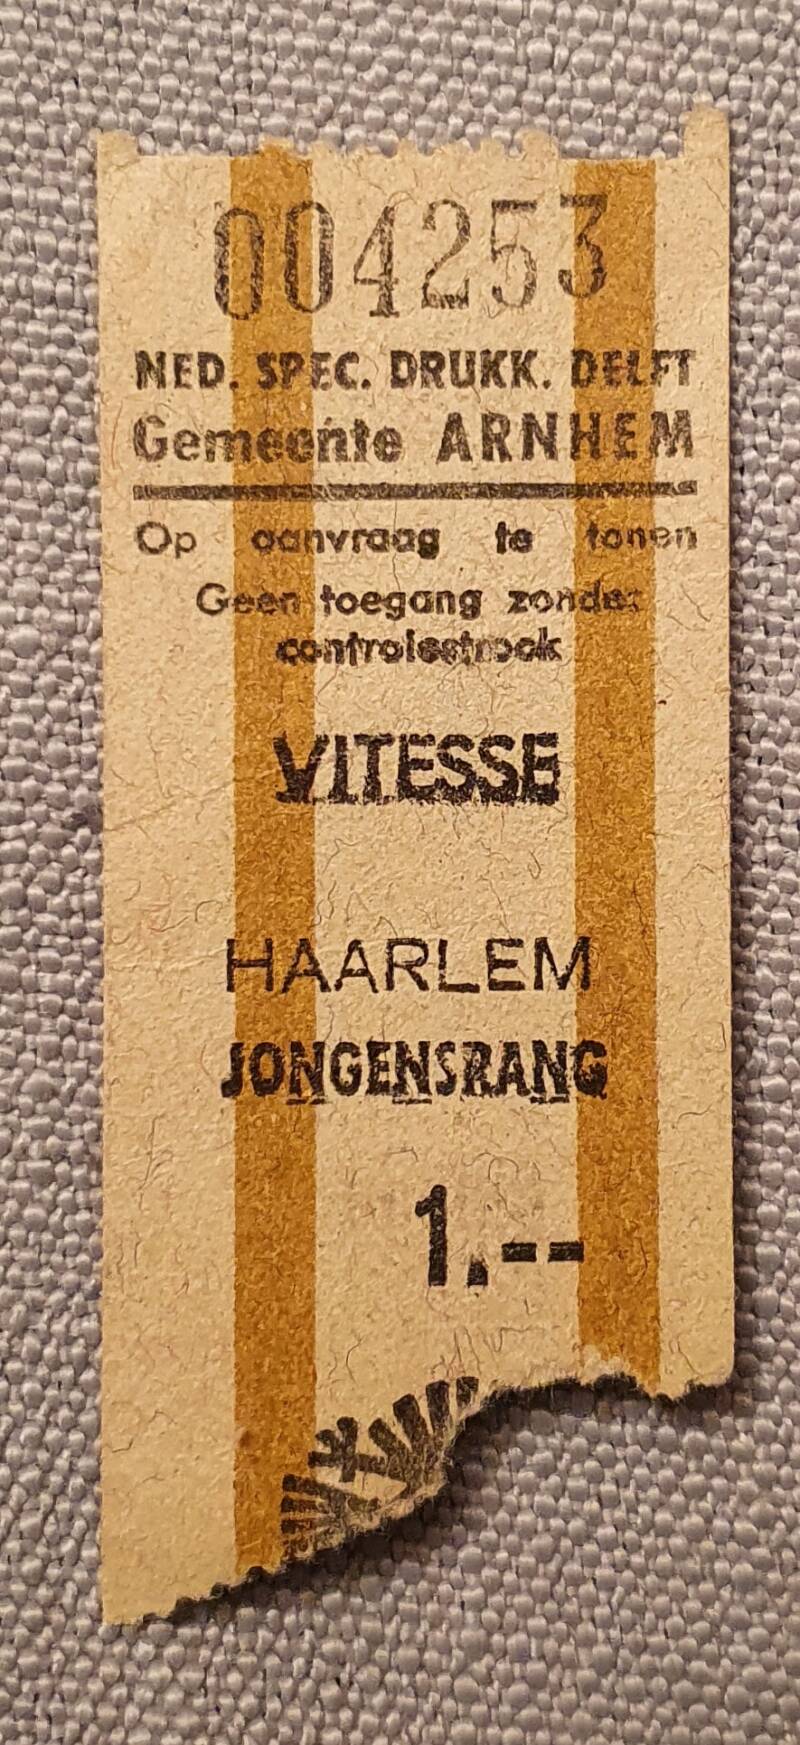 004253
NED. SPEC. DRUKK. DELFT
Gemeente ARNHEM
Op aanvraag te tonen
Geen toegang zonder
controlestrook
VITESSE
HAARLEM
JONGENSRANG
1.--